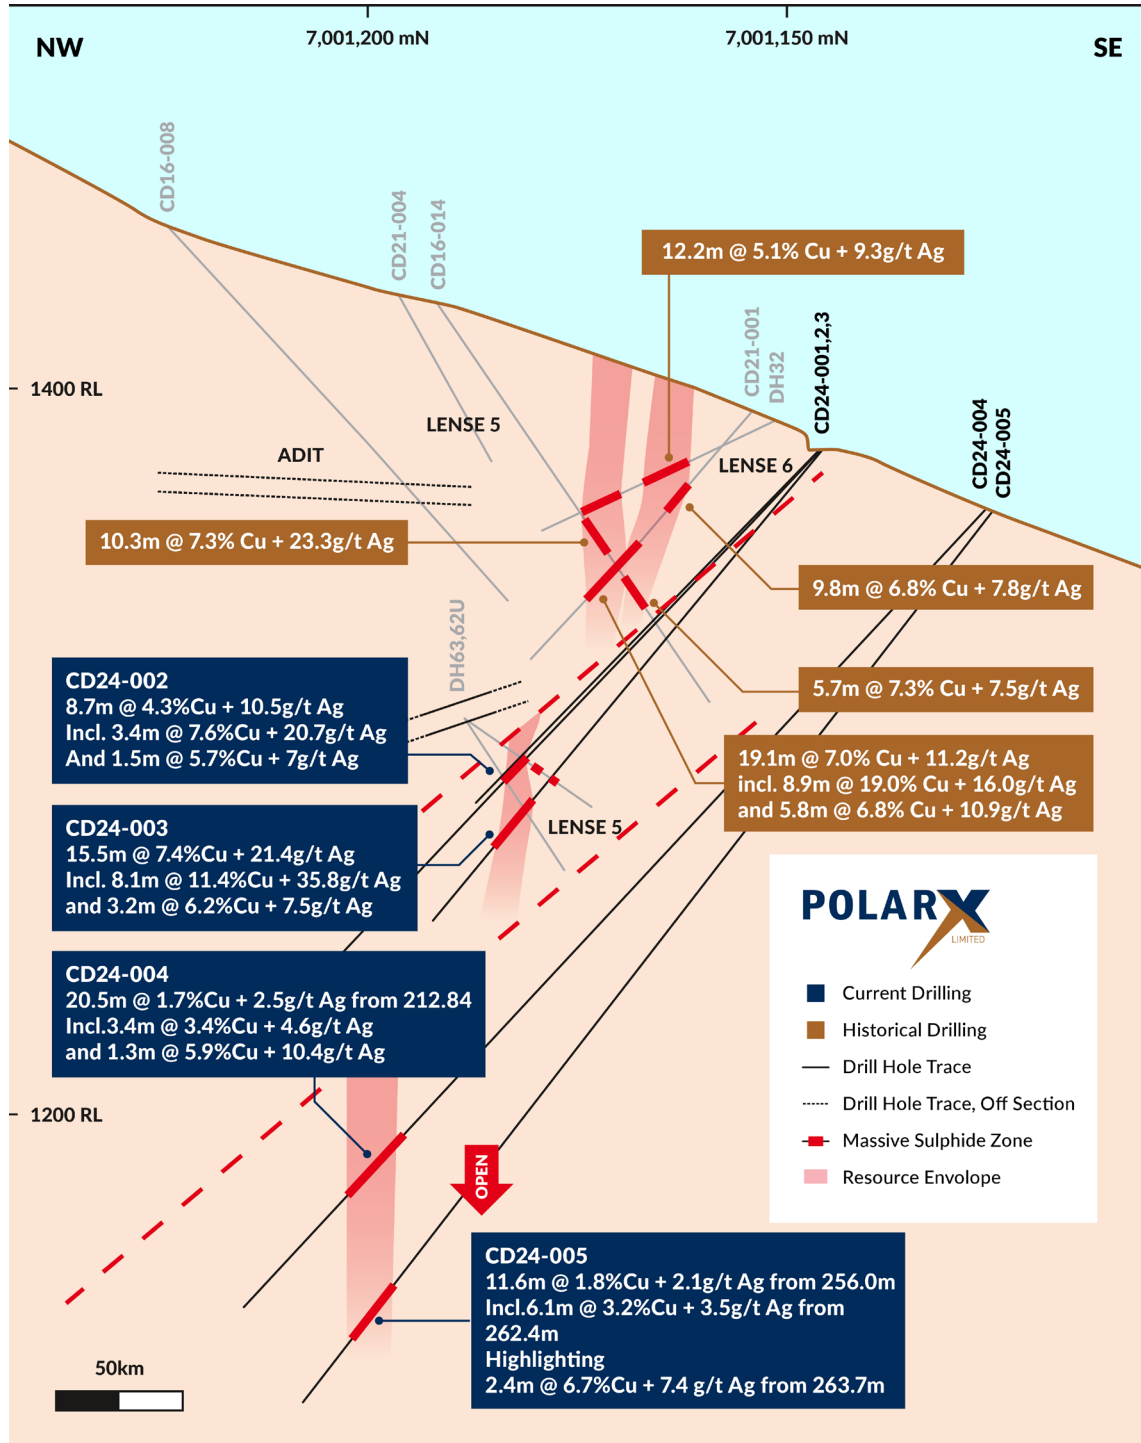 NW
7,001,200 mN
7,001,150 mN
SE
CD16-008
CD21-004
CD16-014
12.2m @ 5.1% Cu + 9.3g/t Ag
CD21-001
DH32
CD24-001,2,3
1400 RL
LENSE 5
ADIT
LENSE 6
CD24-004
CD24-005
10.3m @ 7.3% Cu + 23.3g/t Ag
9.8m @ 6.8% Cu + 7.8g/t Ag
DH63,62U
5.7m @ 7.3% Cu + 7.5g/t Ag
CD24-002
8.7m @ 4.3%Cu + 10.5g/t Ag
Incl. 3.4m @ 7.6%Cu + 20.7g/t Ag
And 1.5m @ 5.7%Cu + 7g/t Ag
19.1m @ 7.0% Cu + 11.2g/t Ag
incl. 8.9m @ 19.0% Cu + 16.0g/t Ag
and 5.8m @ 6.8% Cu + 10.9g/t Ag
CD24-003
15.5m @ 7.4%Cu + 21.4g/t Ag
Incl. 8.1m @ 11.4%Cu + 35.8g/t Ag
and 3.2m @ 6.2%Cu + 7.5g/t Ag
LENSE 5
CD24-004
20.5m @ 1.7%Cu + 2.5g/t Ag from 212.84
Incl.3.4m @ 3.4%Cu + 4.6g/t Ag
and 1.3m @ 5.9%Cu + 10.4g/t Ag
POLARX
LIMITED
Current Drilling
Historical Drilling
Drill Hole Trace
Drill Hole Trace, Off Section
Massive Sulphide Zone
Resource Envolope
1200 RL
OPEN
CD24-005
11.6m @ 1.8%Cu + 2.1g/t Ag from 256.0m
Incl.6.1m @ 3.2%Cu + 3.5g/t Ag from
262.4m
Highlighting
2.4m @ 6.7%Cu + 7.4 g/t Ag from 263.7m
50km